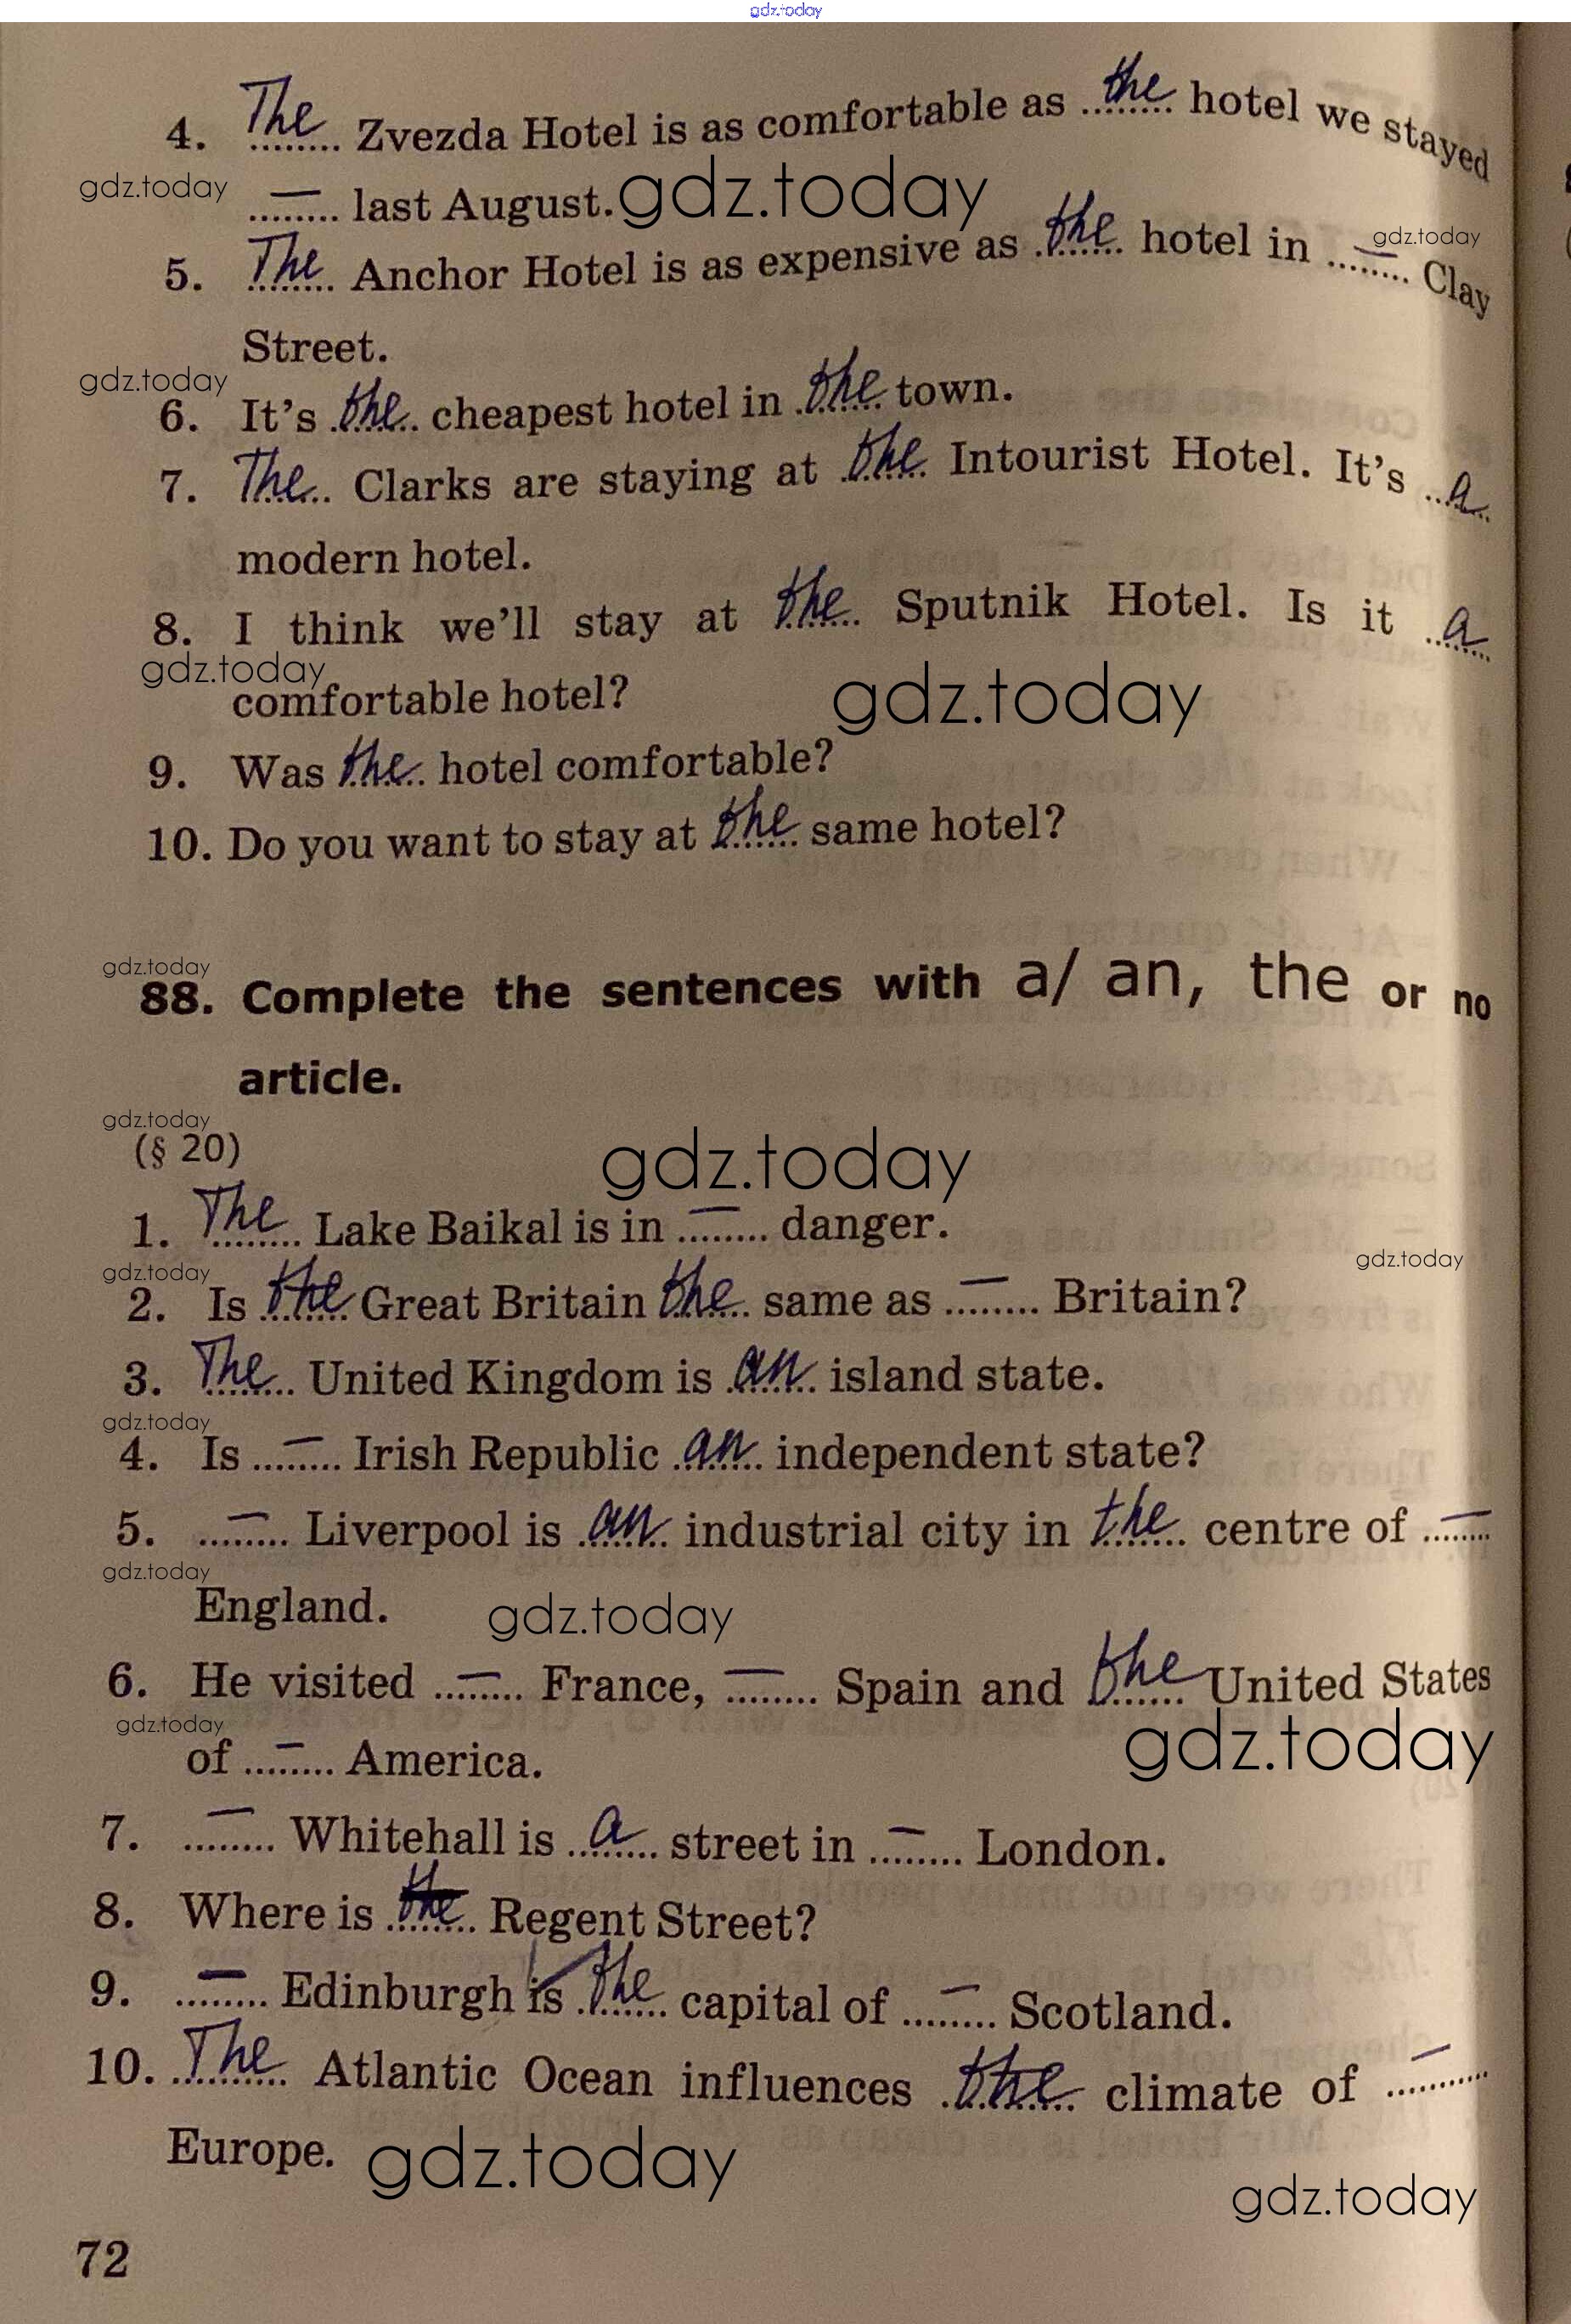 gdz.today
4. The ........ Zvezda Hotel is as comfortable as the ........ hotel we stayed
gdz.today — ........ last August. gdz.today
5. The ........ Anchor Hotel is as expensive as the ........ hotel in — ........ Clay gdz.today
Street.
gdz.today
6. It's the ........ cheapest hotel in the ........ town.
7. The ........ Clarks are staying at the ........ Intourist Hotel. It's a ........
modern hotel.
8. I think we'll stay at the ........ Sputnik Hotel. Is it a ........
gdz.today
comfortable hotel? gdz.today
9. Was the ........ hotel comfortable?
10. Do you want to stay at the ........ same hotel?
gdz.today
88. Complete the sentences with a/ an, the or no
article.
gdz.today
(§ 20) gdz.today
1. The ........ Lake Baikal is in — ........ danger.
gdz.today gdz.today
2. Is the ........ Great Britain the ........ same as — ........ Britain?
3. The ........ United Kingdom is an ........ island state.
gdz.today
4. Is — ........ Irish Republic an ........ independent state?
5. — ........ Liverpool is an ........ industrial city in the ........ centre of — ........
gdz.today
England. gdz.today
6. He visited — ........ France, — ........ Spain and the ........ United States
gdz.today gdz.today
of — ........ America.
7. — ........ Whitehall is a ........ street in — ........ London.
8. Where is the ........ Regent Street?
9. — ........ Edinburgh is the ........ capital of — ........ Scotland.
10. The ........ Atlantic Ocean influences the ........ climate of — ........
Europe. gdz.today
gdz.today
72